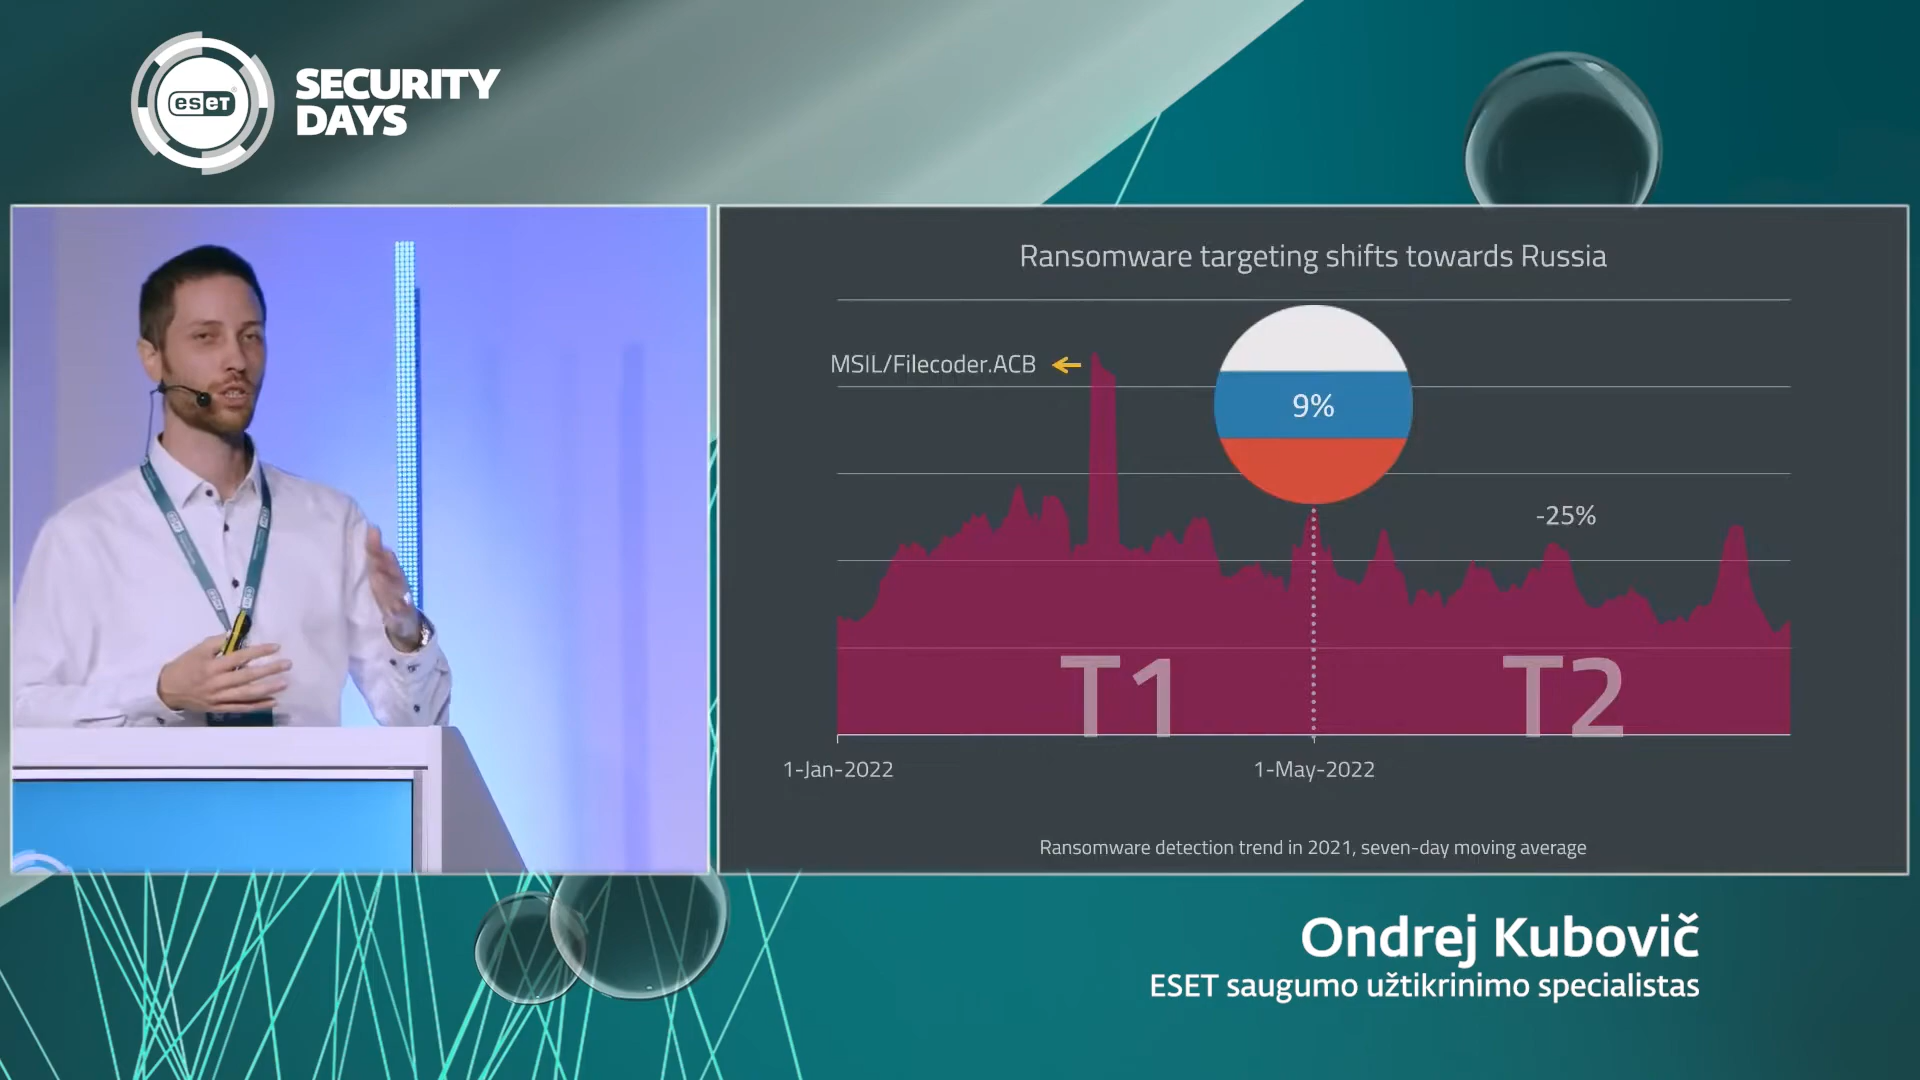 eseT
SECURITY
DAYS
Ransomware targeting shifts towards Russia
MSIL/Filecoder.ACB
9%
-25%
T1
T2
1-Jan-2022
1-May-2022
Ransomware detection trend in 2021, seven-day moving average
Ondrej Kubovič
ESET saugumo užtikrinimo specialistas